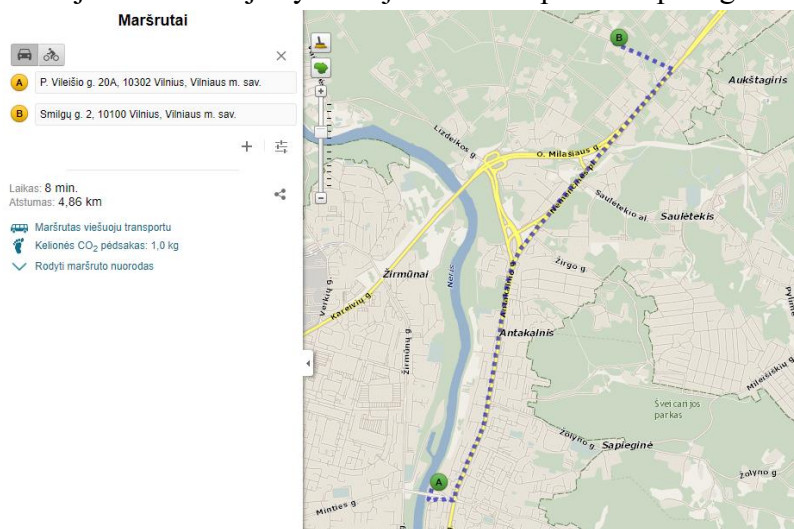 Maršrutai
A
P. Vileišio g. 20A, 10302 Vilnius, Vilniaus m. sav.
B
Smilgų g. 2, 10100 Vilnius, Vilniaus m. sav.
Laikas: 8 min.
Atstumas: 4,86 km
Maršrutas viešuoju transportu
Kelionės CO2 pėdsakas: 1,0 kg
Rodyti maršruto nuorodas
B
Aukštagiris
Lizdeikos g.
O. Milašiaus g.
Saulėtekio al
Saulėtekis
Žirgo g.
Žirmūnai
Neris
Verkių g.
Kareivių g.
Antakalnis
Žirmūnų g.
Mileišiškių g.
Šveicarijos
parkas
Žolyno g.
Sapieginė
Žolyno g
A
Minties g